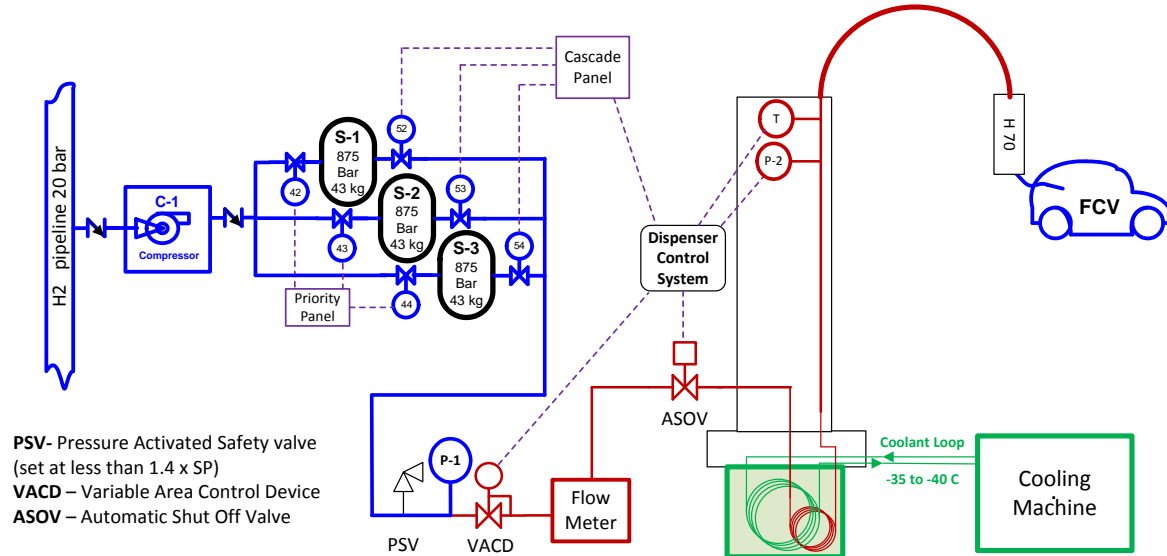 H2 pipeline 20 bar
C-1
Compressor
S-1
875
Bar
43 kg
S-2
875
Bar
43 kg
S-3
875
Bar
43 kg
42
43
44
52
53
54
Priority
Panel
Cascade
Panel
Dispenser
Control
System
T
P-2
H 70
FCV
ASOV
P-1
PSV
VACD
Flow
Meter
Coolant Loop
-35 to -40 C
Cooling
Machine
PSV- Pressure Activated Safety valve
(set at less than 1.4 x SP)
VACD – Variable Area Control Device
ASOV – Automatic Shut Off Valve